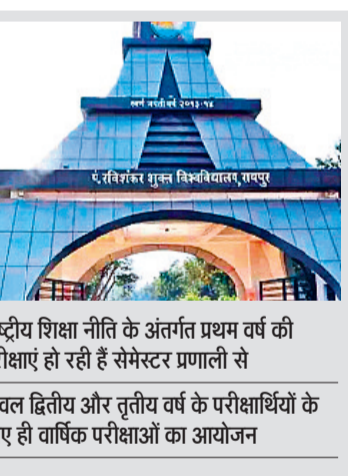 स्वर्ण जयंती वर्ष २०१३-१४
पं. रविशंकर शुक्ल विश्वविद्यालय, रायपुर
ष्ट्रीय शिक्षा नीति के अंतर्गत प्रथम वर्ष की
रीक्षाएं हो रही हैं सेमेस्टर प्रणाली से
वल द्वितीय और तृतीय वर्ष के परीक्षार्थियों के
ए ही वार्षिक परीक्षाओं का आयोजन